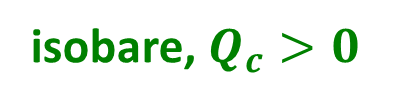 isobare, Q_c > 0